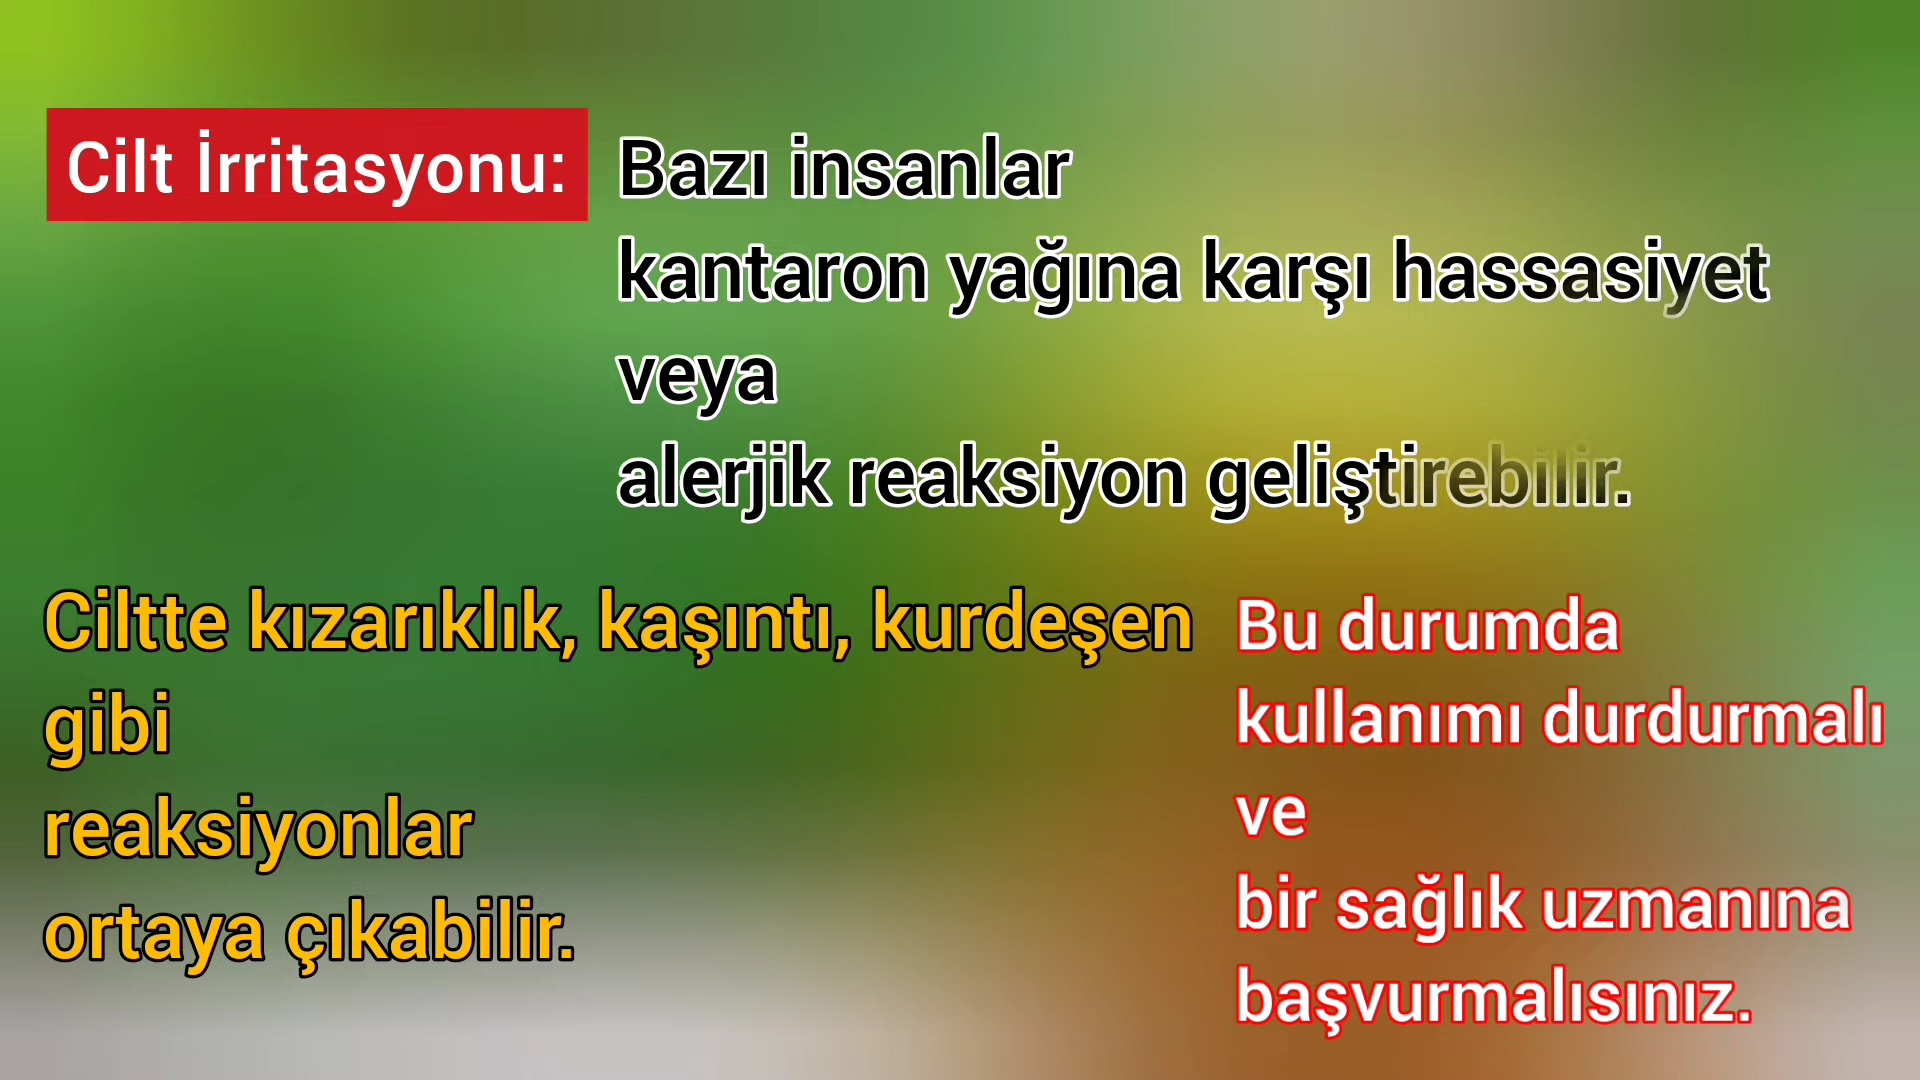 Cilt İrritasyonu:
Bazı insanlar
kantaron yağına karşı hassasiyet
veya
alerjik reaksiyon geliştirebilir.
Ciltte kızarıklık, kaşıntı, kurdeşen
gibi
reaksiyonlar
ortaya çıkabilir.
Bu durumda
kullanımı durdurmalı
ve
bir sağlık uzmanına
başvurmalısınız.